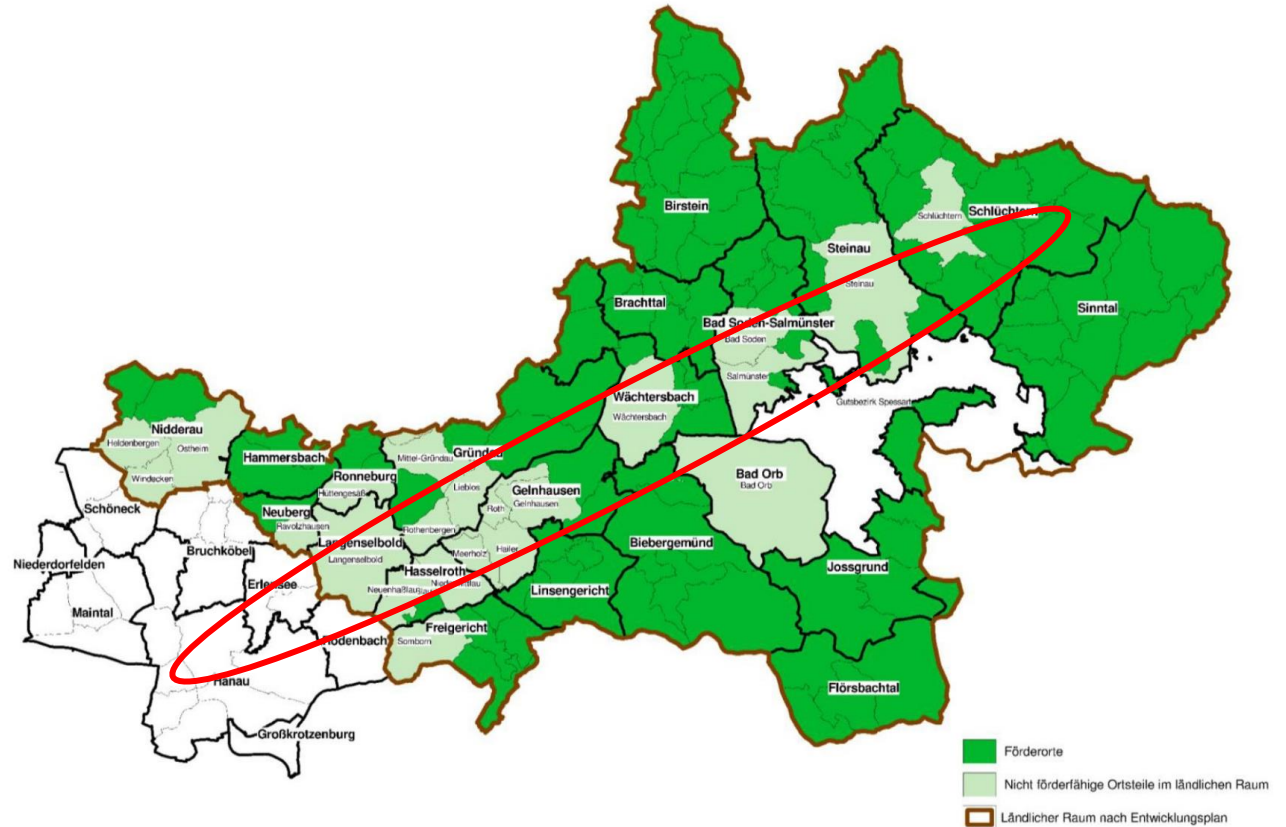 Birstein
Schlüchtern
Schlüchtern
Steinau
Steinau
Sinntal
Brachttal
Bad Soden-Salmünster
Bad Soden
Salmünster
Gutsbezirk Spessart
Wächtersbach
Wächtersbach
Nidderau
Heldenbergen
Ostheim
Windecken
Hammersbach
Ronneburg
Hüttengesäß
Mittel-Gründau
Gründau
Lieblos
Rothenbergen
Gelnhausen
Gelnhausen
Roth
Hailer
Meerholz
Bad Orb
Bad Orb
Schöneck
Neuberg
Ravolzhausen
Langenselbold
Langenselbold
Bruchköbel
Niederdorfelden
Erlensee
Hasselroth
Neuenhaßlau
Biebergemünd
Jossgrund
Linsengericht
Maintal
Rodenbach
Freigericht
Somborn
Hanau
Flörsbachtal
Großkrotzenburg
Förderorte
Nicht förderfähige Ortsteile im ländlichen Raum
Ländlicher Raum nach Entwicklungsplan